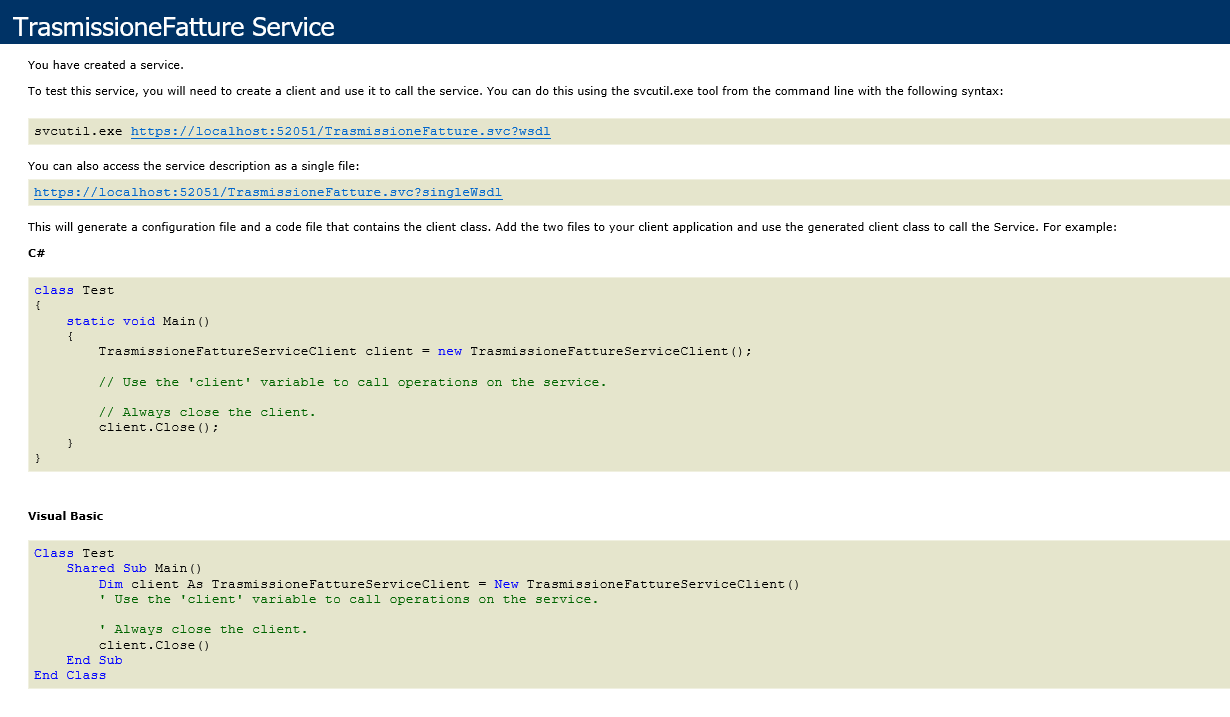 TrasmissioneFatture Service
You have created a service.
To test this service, you will need to create a client and use it to call the service. You can do this using the svcutil.exe tool from the command line with the following syntax:
svcutil.exe https://localhost:52051/TrasmissioneFatture.svc?wsdl
You can also access the service description as a single file:
https://localhost:52051/TrasmissioneFatture.svc?singleWsdl
This will generate a configuration file and a code file that contains the client class. Add the two files to your client application and use the generated client class to call the Service. For example:
C#
class Test
{
    static void Main()
    {
        TrasmissioneFattureServiceClient client = new TrasmissioneFattureServiceClient();
        // Use the 'client' variable to call operations on the service.
        // Always close the client.
        client.Close();
    }
}
Visual Basic
Class Test
    Shared Sub Main()
        Dim client As TrasmissioneFattureServiceClient = New TrasmissioneFattureServiceClient()
        ' Use the 'client' variable to call operations on the service.
        ' Always close the client.
        client.Close()
    End Sub
End Class